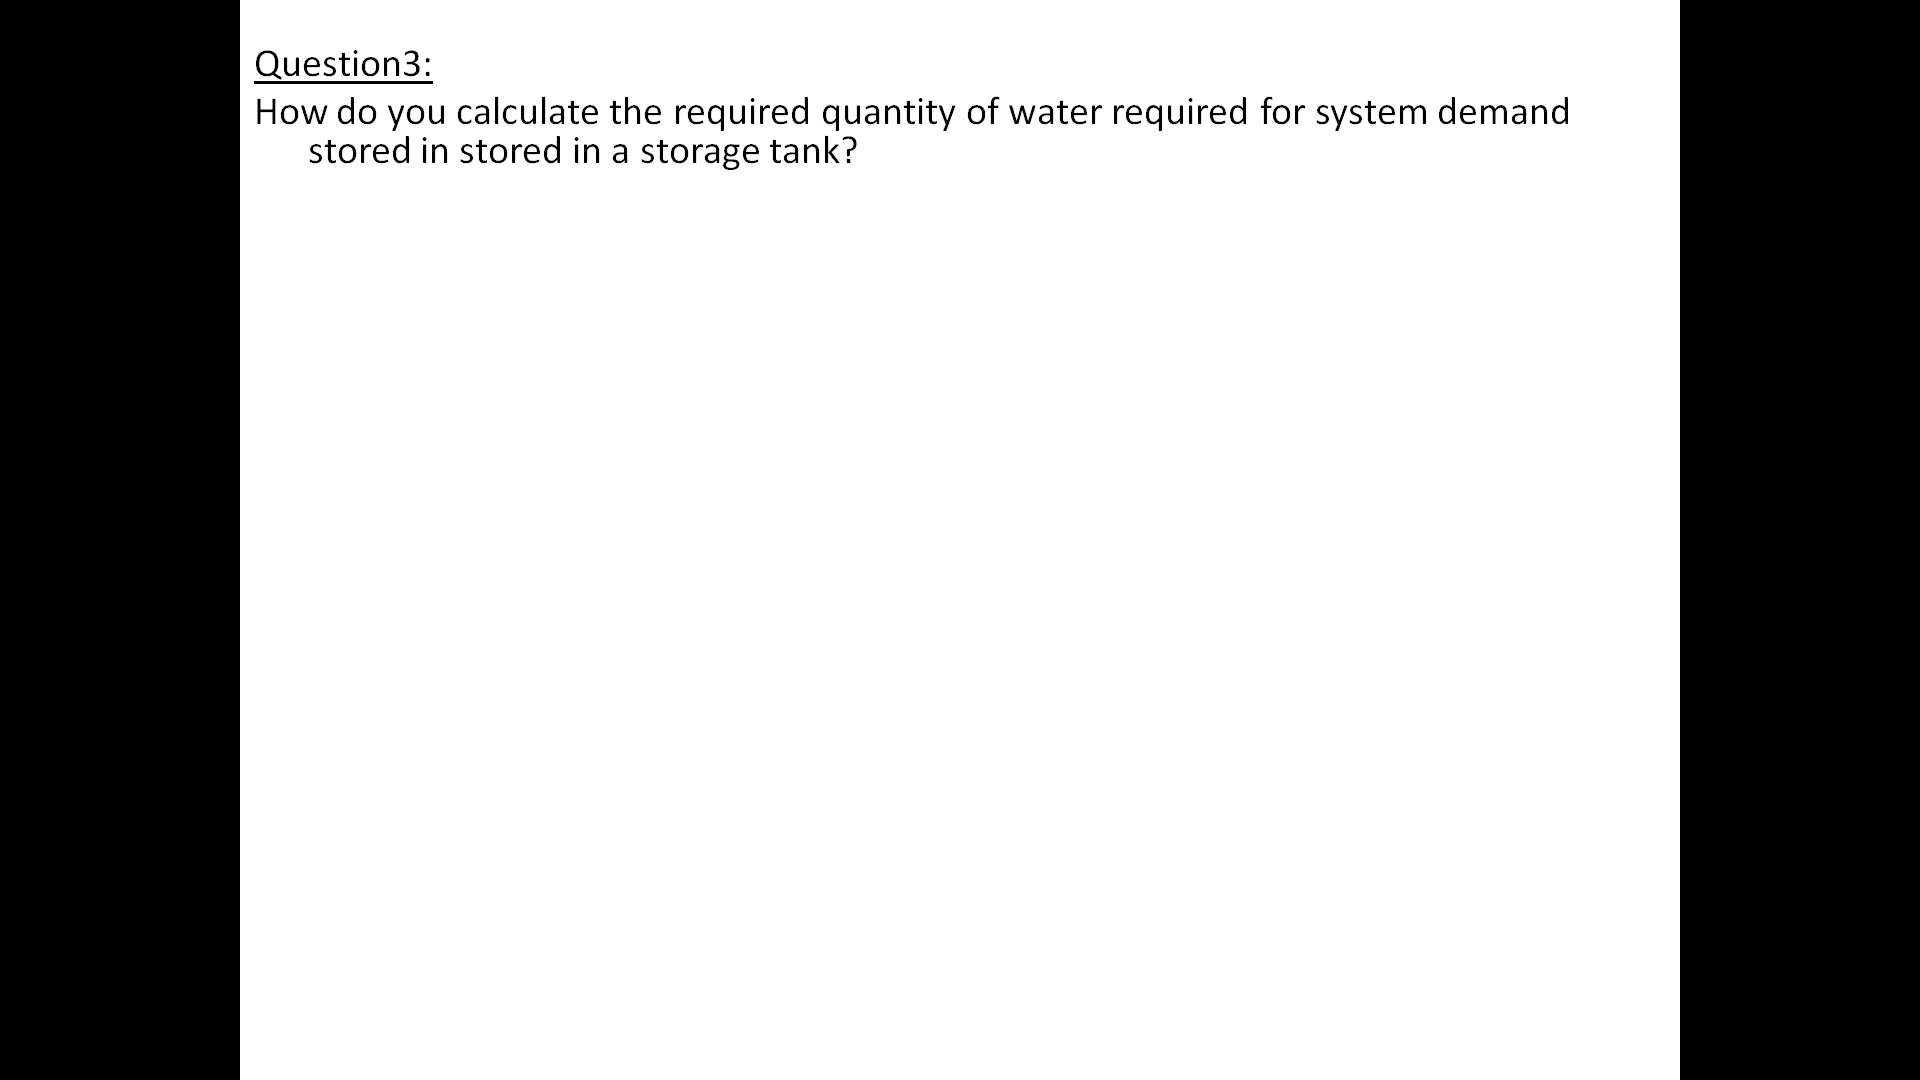 Question3:
How do you calculate the required quantity of water required for system demand
stored in stored in a storage tank?